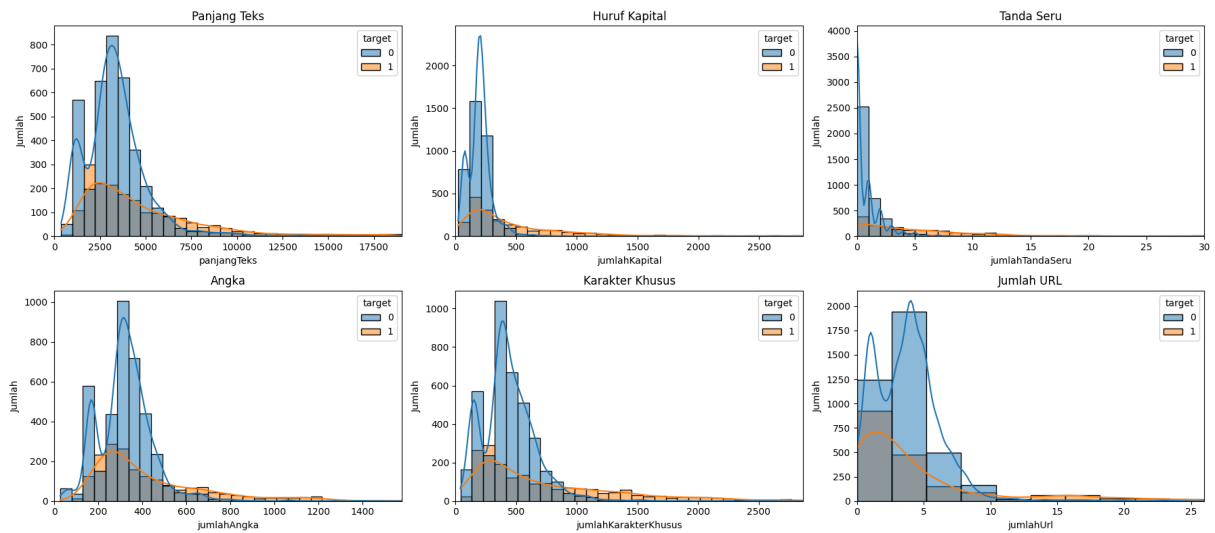 Panjang Teks
Jumlah
800
700
600
500
400
300
200
100
0
target
0
1
0 2500 5000 7500 10000 12500 15000 17500
panjangTeks
Huruf Kapital
Jumlah
2000
1500
1000
500
0
target
0
1
0 500 1000 1500 2000 2500
jumlahKapital
Tanda Seru
Jumlah
4000
3500
3000
2500
2000
1500
1000
500
0
target
0
1
0 5 10 15 20 25 30
jumlahTandaSeru
Angka
Jumlah
1000
800
600
400
200
0
target
0
1
0 200 400 600 800 1000 1200 1400
jumlahAngka
Karakter Khusus
Jumlah
1000
800
600
400
200
0
target
0
1
0 500 1000 1500 2000 2500
jumlahKarakterKhusus
Jumlah URL
Jumlah
2000
1750
1500
1250
1000
750
500
250
0
target
0
1
0 5 10 15 20 25
jumlahUrl